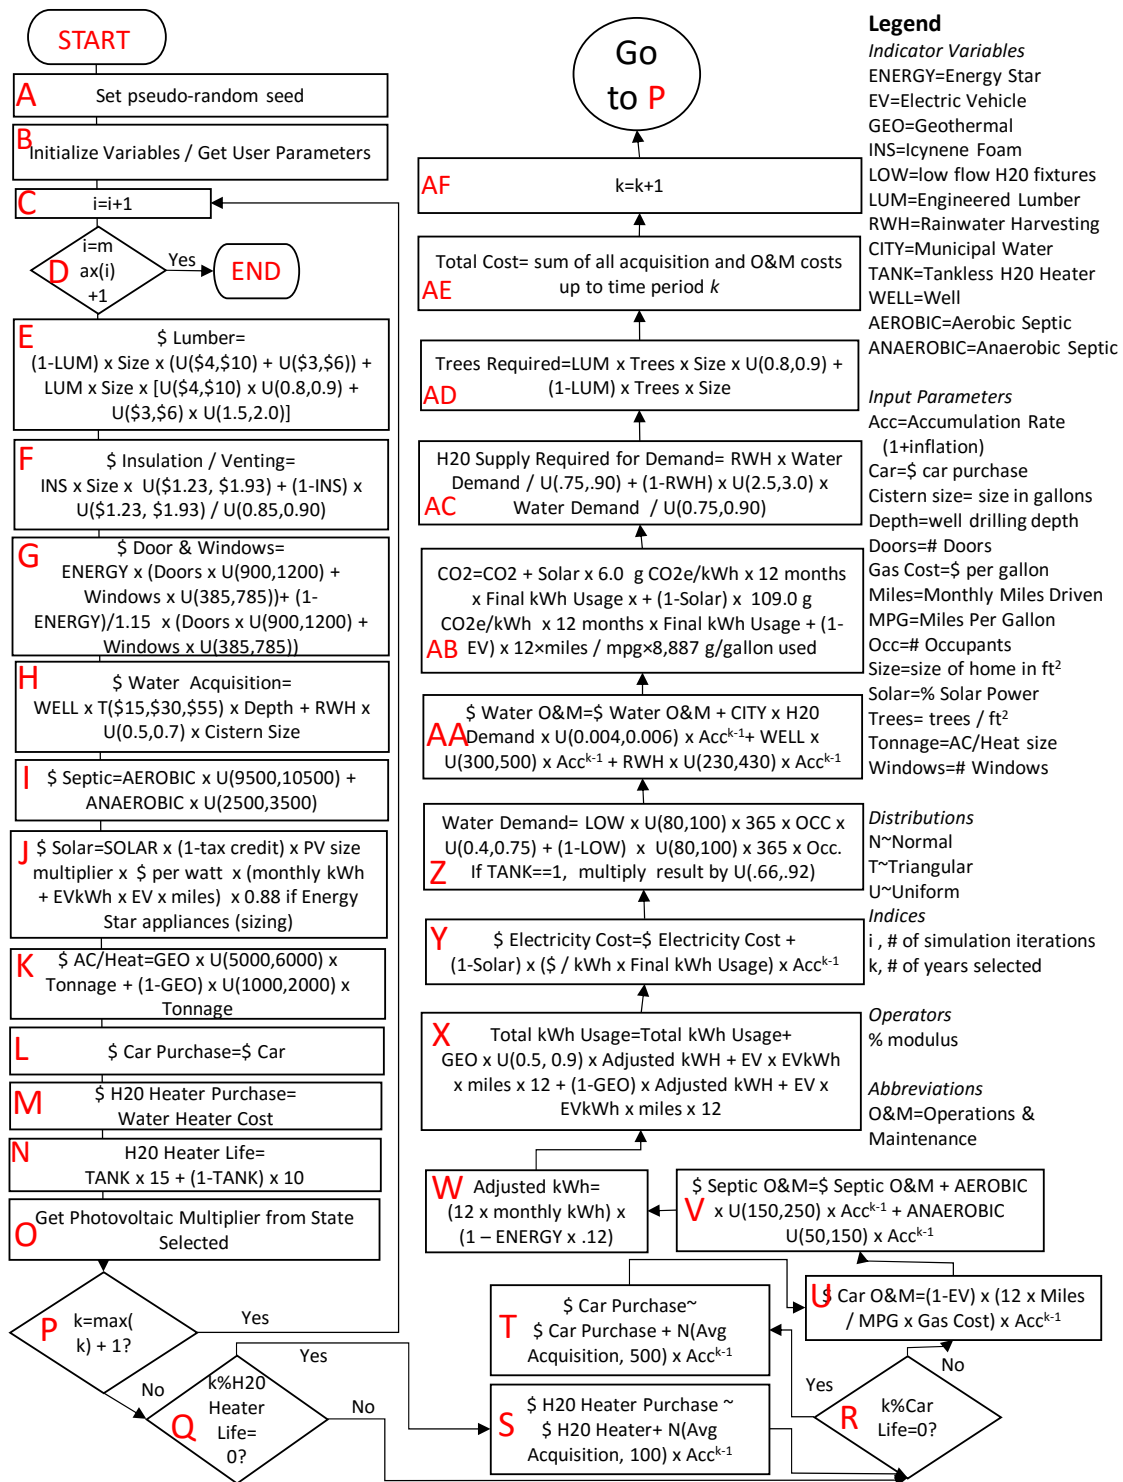 START
A
Set pseudo-random seed
B
Initialize Variables / Get User Parameters
C
i=i+1
D
i=m
ax(i)
+1
Yes
END
E
$ Lumber=
(1-LUM) x Size x (U($4,$10) + U($3,$6)) +
LUM x Size x [U($4,$10) x U(0.8,0.9) +
U($3,$6) x U(1.5,2.0)]
F
$ Insulation / Venting=
INS x Size x  U($1.23, $1.93) + (1-INS) x
U($1.23, $1.93) / U(0.85,0.90)
G
$ Door & Windows=
ENERGY x (Doors x U(900,1200) +
Windows x U(385,785))+ (1-
ENERGY)/1.15  x (Doors x U(900,1200) +
Windows x U(385,785))
H
$ Water Acquisition=
WELL x T($15,$30,$55) x Depth + RWH x
U(0.5,0.7) x Cistern Size
I
$ Septic=AEROBIC x U(9500,10500) +
ANAEROBIC x U(2500,3500)
J
$ Solar=SOLAR x (1-tax credit) x PV size
multiplier x $ per watt  x (monthly kWh
+ EVkWh x EV x miles)  x 0.88 if Energy
Star appliances (sizing)
K
$ AC/Heat=GEO x U(5000,6000) x
Tonnage + (1-GEO) x U(1000,2000) x
Tonnage
L
$ Car Purchase=$ Car
M
$ H20 Heater Purchase=
Water Heater Cost
N
H20 Heater Life=
TANK x 15 + (1-TANK) x 10
O
Get Photovoltaic Multiplier from State
Selected
P
k=max(
k) + 1?
Yes
No
Q
k%H20
Heater
Life=
0?
Yes
No
S
$ H20 Heater Purchase ~
$ H20 Heater+ N(Avg
Acquisition, 100) x Acc^k-1
R
k%Car
Life=0?
Yes
No
T
$ Car Purchase~
$ Car Purchase + N(Avg
Acquisition, 500) x Acc^k-1
U
$ Car O&M=(1-EV) x (12 x Miles
/ MPG x Gas Cost) x Acc^k-1
V
$ Septic O&M=$ Septic O&M + AEROBIC
x U(150,250) x Acc^k-1 + ANAEROBIC
U(50,150) x Acc^k-1
W
Adjusted kWh=
(12 x monthly kWh) x
(1 – ENERGY x .12)
X
Total kWh Usage=Total kWh Usage+
GEO x U(0.5, 0.9) x Adjusted kWH + EV x EVkWh
x miles x 12 + (1-GEO) x Adjusted kWH + EV x
EVkWh x miles x 12
Y
$ Electricity Cost=$ Electricity Cost +
(1-Solar) x ($ / kWh x Final kWh Usage) x Acc^k-1
Z
Water Demand= LOW x U(80,100) x 365 x OCC x
U(0.4,0.75) + (1-LOW)  x  U(80,100) x 365 x Occ.
If TANK==1,  multiply result by U(.66,.92)
AA
$ Water O&M=$ Water O&M + CITY x H20
Demand x U(0.004,0.006) x Acc^k-1+ WELL x
U(300,500) x Acc^k-1 + RWH x U(230,430) x Acc^k-1
AB
CO2=CO2 + Solar x 6.0  g CO2e/kWh x 12 months
x Final kWh Usage x + (1-Solar) x  109.0 g
CO2e/kWh  x 12 months x Final kWh Usage + (1-
EV) x 12×miles / mpg×8,887 g/gallon used
AC
H20 Supply Required for Demand= RWH x Water
Demand / U(.75,.90) + (1-RWH) x U(2.5,3.0) x
Water Demand  / U(0.75,0.90)
AD
Trees Required=LUM x Trees x Size x U(0.8,0.9) +
(1-LUM) x Trees x Size
AE
Total Cost= sum of all acquisition and O&M costs
up to time period k
AF
k=k+1
Go
to P
Legend
Indicator Variables
ENERGY=Energy Star
EV=Electric Vehicle
GEO=Geothermal
INS=Icynene Foam
LOW=low flow H20 fixtures
LUM=Engineered Lumber
RWH=Rainwater Harvesting
CITY=Municipal Water
TANK=Tankless H20 Heater
WELL=Well
AEROBIC=Aerobic Septic
ANAEROBIC=Anaerobic Septic
Input Parameters
Acc=Accumulation Rate
(1+inflation)
Car=$ car purchase
Cistern size= size in gallons
Depth=well drilling depth
Doors=# Doors
Gas Cost=$ per gallon
Miles=Monthly Miles Driven
MPG=Miles Per Gallon
Occ=# Occupants
Size=size of home in ft²
Solar=% Solar Power
Trees= trees / ft²
Tonnage=AC/Heat size
Windows=# Windows
Distributions
N~Normal
T~Triangular
U~Uniform
Indices
i , # of simulation iterations
k, # of years selected
Operators
% modulus
Abbreviations
O&M=Operations &
Maintenance